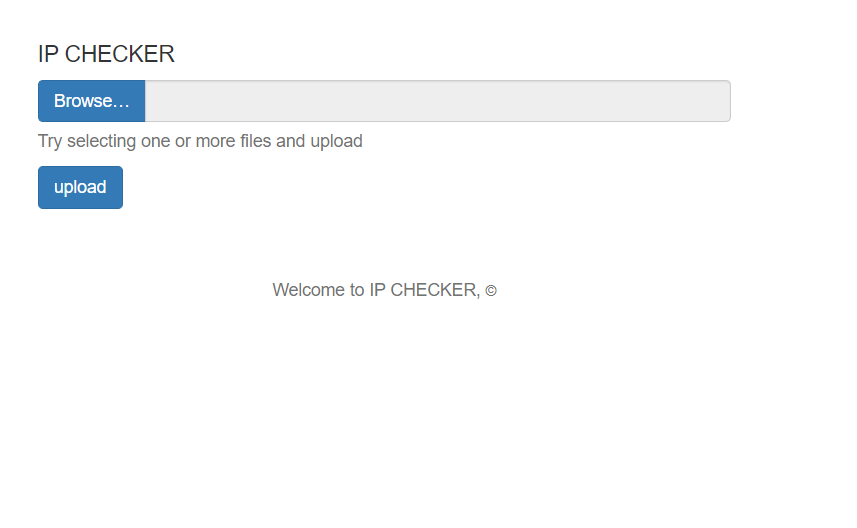 IP CHECKER
Browse…
Try selecting one or more files and upload
upload
Welcome to IP CHECKER, ©